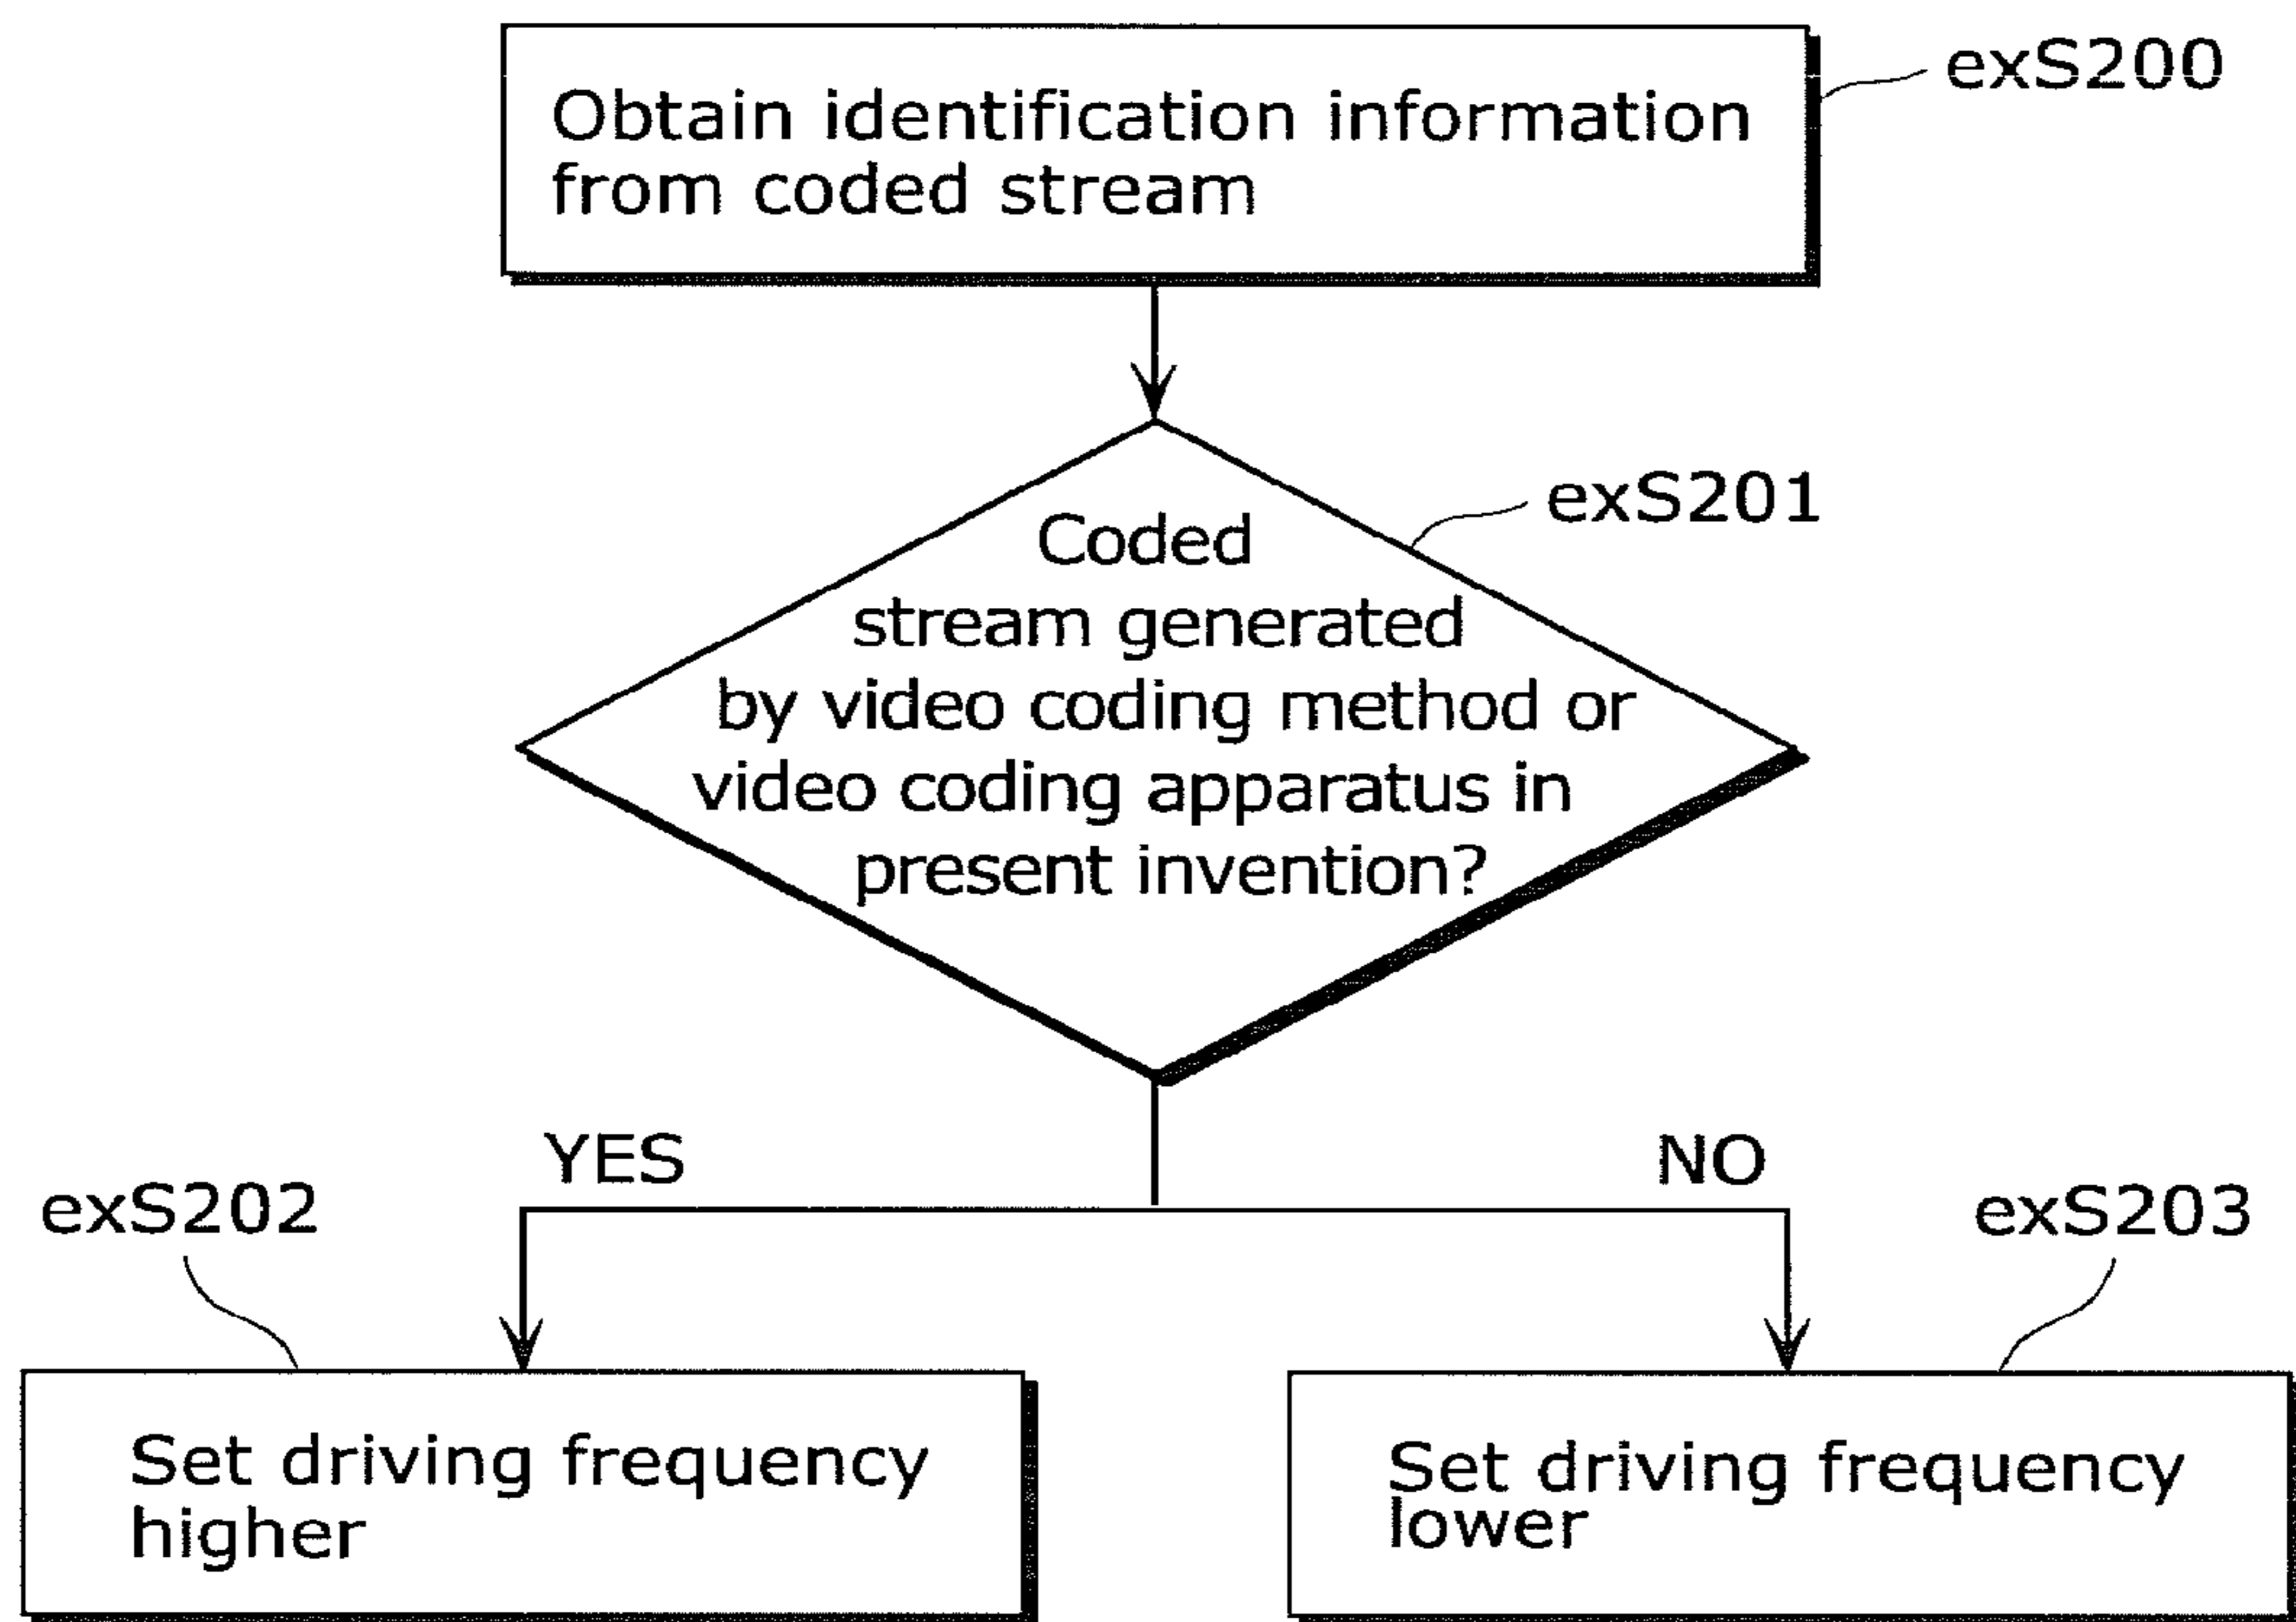 exS200
Obtain identification information
from coded stream
exS201
Coded
stream generated
by video coding method or
video coding apparatus in
present invention?
YES
NO
exS202
exS203
Set driving frequency
higher
Set driving frequency
lower